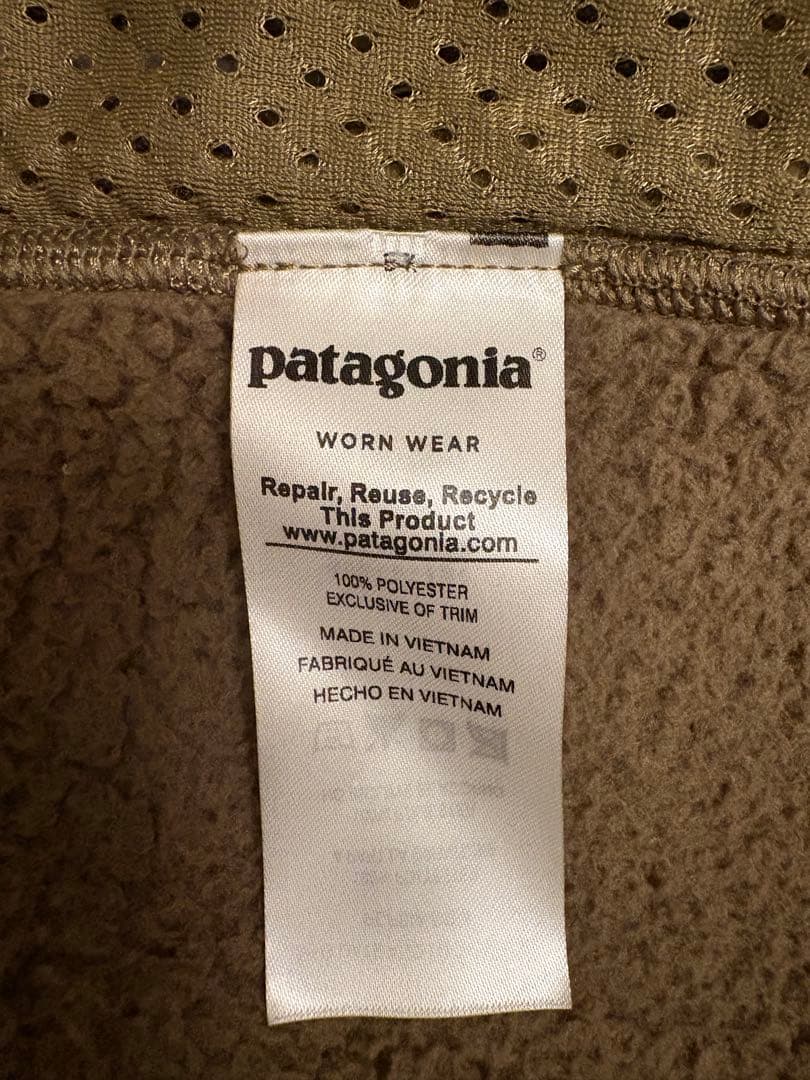 patagonia®
WORN WEAR
Repair, Reuse, Recycle
This Product
www.patagonia.com
100% POLYESTER
EXCLUSIVE OF TRIM
MADE IN VIETNAM
FABRIQUÉ AU VIETNAM
HECHO EN VIETNAM